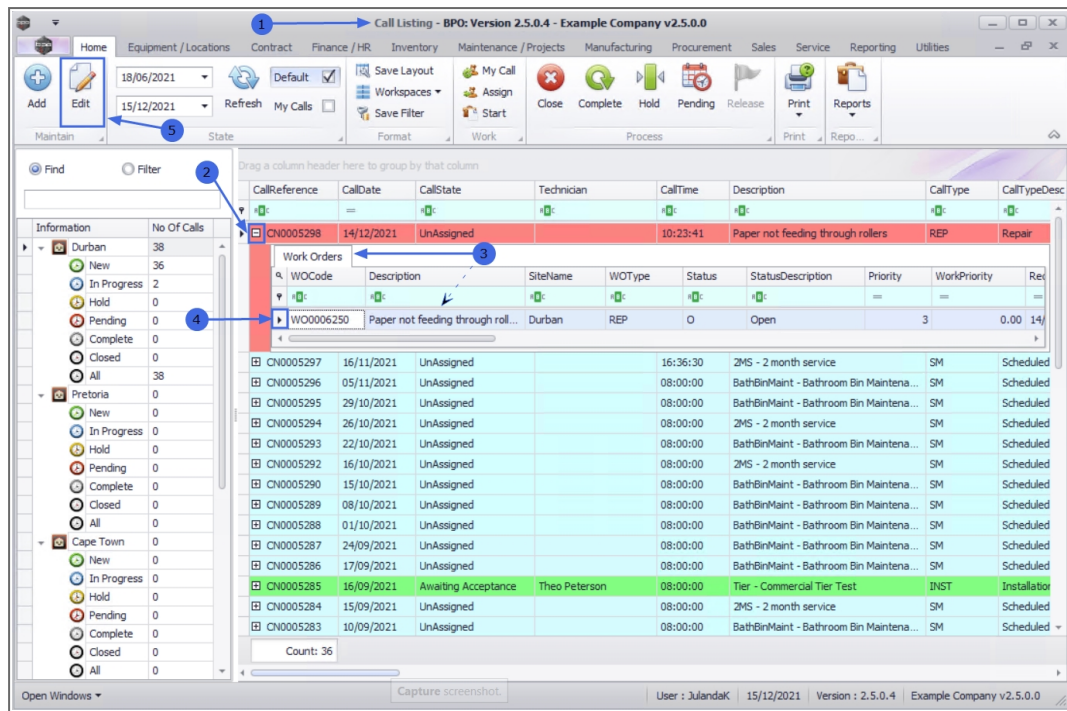 1
Call Listing - BPO: Version 2.5.0.4 - Example Company v2.5.0.0
Home Equipment / Locations Contract Finance / HR Inventory Maintenance / Projects Manufacturing Procurement Sales Service Reporting Utilities
Add Edit 18/06/2021 15/12/2021 Refresh Default My Calls Save Layout Workspaces Save Filter My Call Assign Start Close Complete Hold Pending Release Print Reports
Maintain 5 State Format Work Process Print Repo...
Find Filter 2
Drag a column header here to group by that column
CallReference CallDate CallState Technician CallTime Description CallType CallTypeDesc
CN0005298 14/12/2021 UnAssigned 10:23:41 Paper not feeding through rollers REP Repair
Work Orders 3
WOCode Description SiteName WOType Status StatusDescription Priority WorkPriority Rec
4 WO0006250 Paper not feeding through roll... Durban REP O Open 3 0.00 14/
CN0005297 16/11/2021 UnAssigned 16:36:30 2MS - 2 month service SM Scheduled
CN0005296 05/11/2021 UnAssigned 08:00:00 BathBinMaint - Bathroom Bin Maintena... SM Scheduled
CN0005295 29/10/2021 UnAssigned 08:00:00 BathBinMaint - Bathroom Bin Maintena... SM Scheduled
CN0005294 26/10/2021 UnAssigned 08:00:00 2MS - 2 month service SM Scheduled
CN0005293 22/10/2021 UnAssigned 08:00:00 BathBinMaint - Bathroom Bin Maintena... SM Scheduled
CN0005292 16/10/2021 UnAssigned 08:00:00 2MS - 2 month service SM Scheduled
CN0005290 15/10/2021 UnAssigned 08:00:00 BathBinMaint - Bathroom Bin Maintena... SM Scheduled
CN0005289 08/10/2021 UnAssigned 08:00:00 BathBinMaint - Bathroom Bin Maintena... SM Scheduled
CN0005288 01/10/2021 UnAssigned 08:00:00 BathBinMaint - Bathroom Bin Maintena... SM Scheduled
CN0005287 24/09/2021 UnAssigned 08:00:00 BathBinMaint - Bathroom Bin Maintena... SM Scheduled
CN0005286 17/09/2021 UnAssigned 08:00:00 BathBinMaint - Bathroom Bin Maintena... SM Scheduled
CN0005285 16/09/2021 Awaiting Acceptance Theo Peterson 08:00:00 Tier - Commercial Tier Test INST Installation
CN0005284 15/09/2021 UnAssigned 08:00:00 2MS - 2 month service SM Scheduled
CN0005283 10/09/2021 UnAssigned 08:00:00 BathBinMaint - Bathroom Bin Maintena... SM Scheduled
Count: 36
Information No Of Calls
Durban 38
New 36
In Progress 2
Hold 0
Pending 0
Complete 0
Closed 0
All 38
Pretoria 0
New 0
In Progress 0
Hold 0
Pending 0
Complete 0
Closed 0
All 0
Cape Town 0
New 0
In Progress 0
Hold 0
Pending 0
Complete 0
Closed 0
All 0
Capture screenshot.
Open Windows User : JulandaK 15/12/2021 Version : 2.5.0.4 Example Company v2.5.0.0